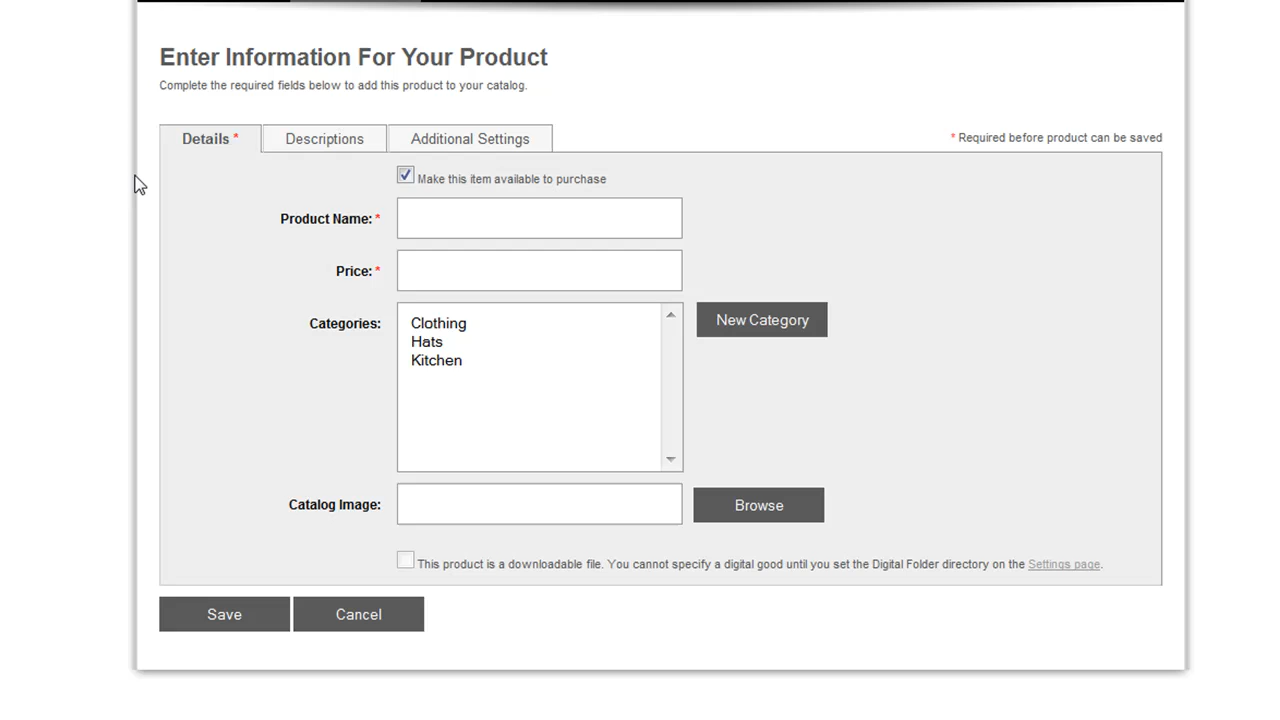 Enter Information For Your Product
Complete the required fields below to add this product to your catalog.
Details * Descriptions Additional Settings * Required before product can be saved
Make this item available to purchase
Product Name: *
Price: *
Categories: Clothing New Category
Hats
Kitchen
Catalog Image: Browse
This product is a downloadable file. You cannot specify a digital good until you set the Digital Folder directory on the Settings page.
Save Cancel